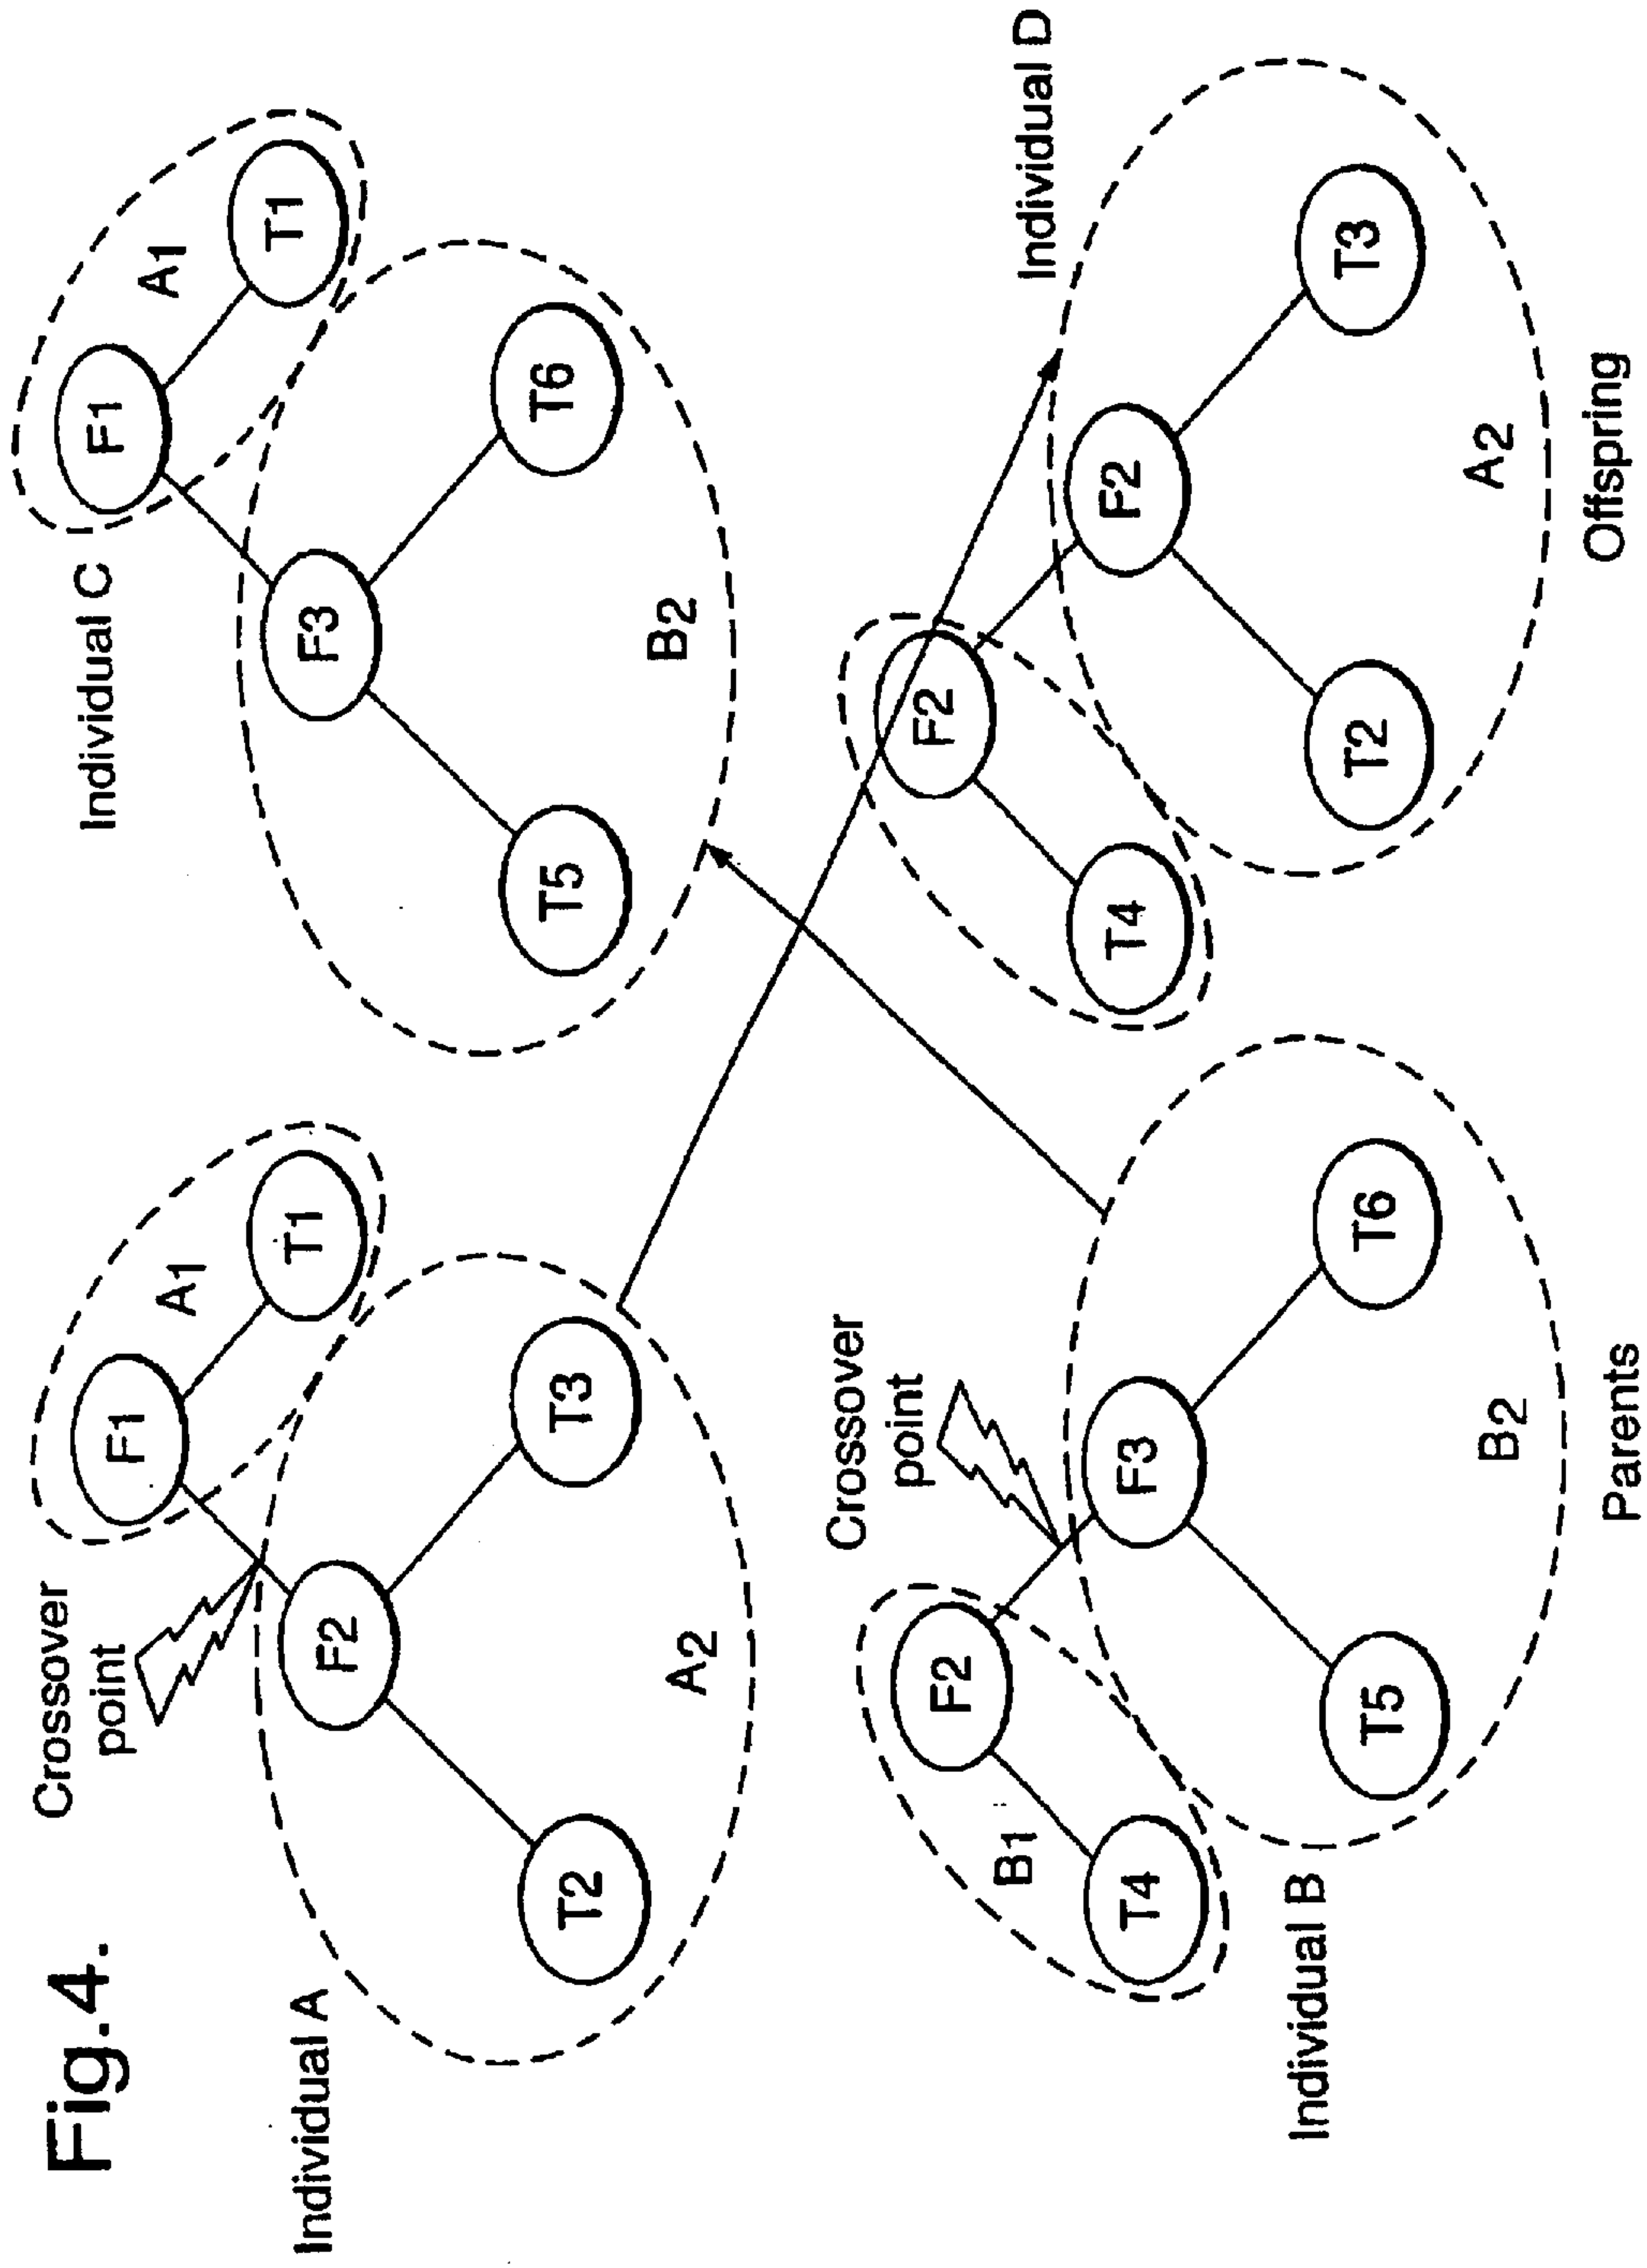 Fig.4.
Crossover
point
Individual A
F1
A1
T1
F2
T2
T3
A2
Individual C
F1
A1
T1
F3
T5
T6
B2
Crossover
point
F2
B1
T4
F3
T5
T6
B2
Individual B
Parents
Individual D
F2
T4
F2
T2
T3
A2
Offspring